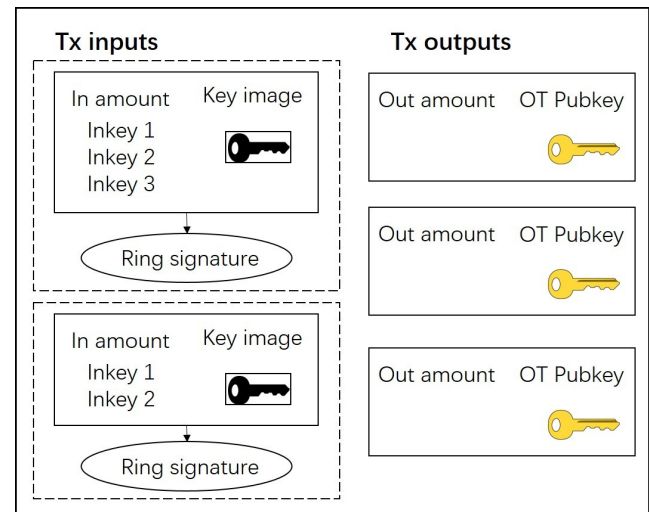 Tx inputs
In amount Key image
Inkey 1
Inkey 2
Inkey 3
Ring signature
In amount Key image
Inkey 1
Inkey 2
Ring signature
Tx outputs
Out amount OT Pubkey
Out amount OT Pubkey
Out amount OT Pubkey